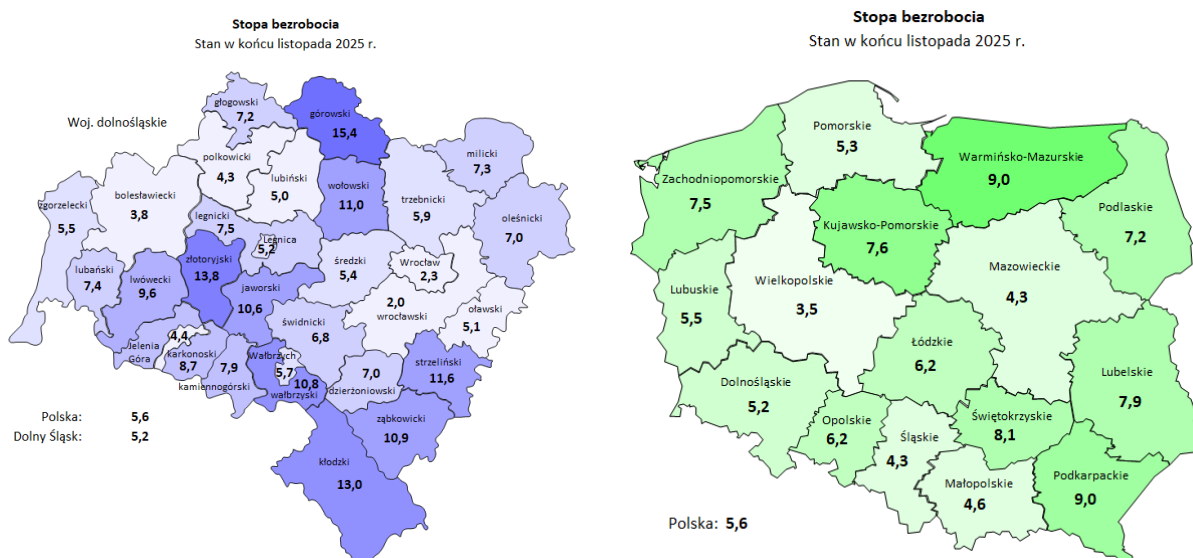 Stopa bezrobocia
Stan w końcu listopada 2025 r.
Woj. dolnośląskie
głogowski
7,2
górowski
15,4
polkowicki
4,3
lubiński
5,0
milicki
7,3
wołowski
11,0
trzebnicki
5,9
bolesławiecki
3,8
zgorzelecki
5,5
oleśnicki
7,0
legnicki
7,5
Legnica
5,2
złotoryjski
13,8
średzki
5,4
Wrocław
2,3
lubański
7,4
lwówecki
9,6
jaworski
10,6
2,0
wrocławski
oławski
5,1
świdnicki
6,8
4,4
Jelenia
Góra
karkonoski
8,7
7,9
kamiennogórski
Wałbrzych
5,7
10,8
wałbrzyski
7,0
dzierżoniowski
strzeliński
11,6
ząbkowicki
10,9
kłodzki
13,0
Polska: 5,6
Dolny Śląsk: 5,2
Stopa bezrobocia
Stan w końcu listopada 2025 r.
Pomorskie
5,3
Warmińsko-Mazurskie
9,0
Zachodniopomorskie
7,5
Podlaskie
7,2
Kujawsko-Pomorskie
7,6
Mazowieckie
4,3
Wielkopolskie
3,5
Lubuskie
5,5
Łódzkie
6,2
Dolnośląskie
5,2
Lubelskie
7,9
Opolskie
6,2
Świętokrzyskie
8,1
Śląskie
4,3
Małopolskie
4,6
Podkarpackie
9,0
Polska: 5,6